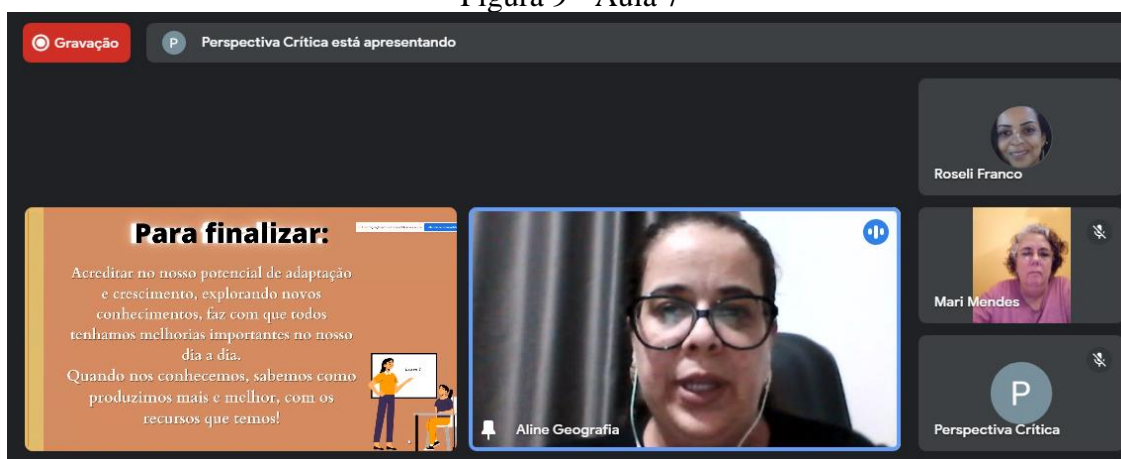 Figura 9 - Aula 7
Gravação
P
Perspectiva Crítica está apresentando
Roseli Franco
Para finalizar:
Acreditar no nosso potencial de adaptação
e crescimento, explorando novos
conhecimentos, faz com que todos
tenhamos melhorias importantes no nosso
dia a dia.
Quando nos conhecemos, sabemos como
produzimos mais e melhor, com os
recursos que temos!
Aline Geografia
Mari Mendes
P
Perspectiva Crítica